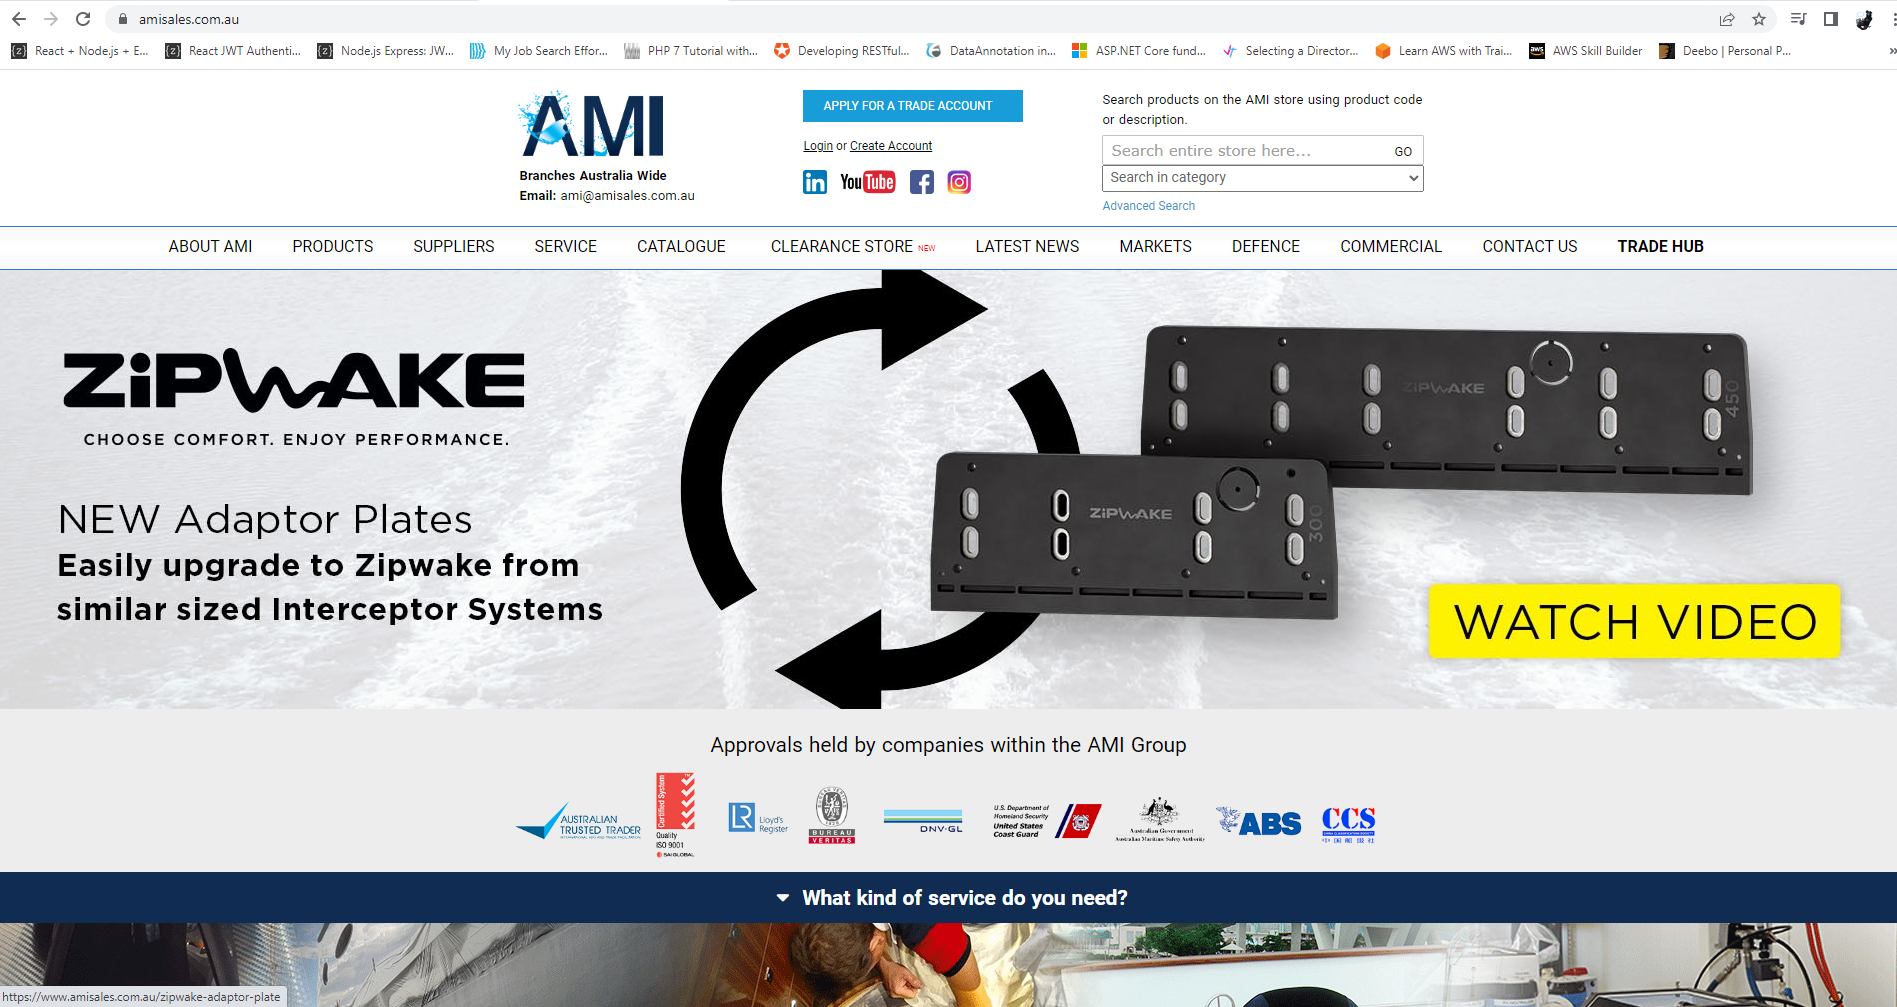 amisales.com.au
React + Node.js + E...
React JWT Authenti...
Node.js Express: JW...
My Job Search Effor...
PHP 7 Tutorial with...
Developing RESTful...
DataAnnotation in...
ASP.NET Core fund...
Selecting a Director...
Learn AWS with Trai...
AWS Skill Builder
Deebo | Personal P...
AMI
Branches Australia Wide
Email: ami@amisales.com.au
APPLY FOR A TRADE ACCOUNT
Login or Create Account
YouTube
Search products on the AMI store using product code
or description.
Search entire store here...
GO
Search in category
Advanced Search
ABOUT AMI
PRODUCTS
SUPPLIERS
SERVICE
CATALOGUE
CLEARANCE STORE NEW
LATEST NEWS
MARKETS
DEFENCE
COMMERCIAL
CONTACT US
TRADE HUB
ZiPWAKE
CHOOSE COMFORT. ENJOY PERFORMANCE.
NEW Adaptor Plates
Easily upgrade to Zipwake from
similar sized Interceptor Systems
ZiPWAKE
450
ZiPWAKE
300
WATCH VIDEO
Approvals held by companies within the AMI Group
AUSTRALIAN
TRUSTED TRADER
Certified System
Quality
ISO 9001
SAI GLOBAL
LR
Lloyd's
Register
BUREAU
VERITAS
DNV·GL
U.S. Department of
Homeland Security
United States
Coast Guard
Australian Government
Australian Maritime Safety Authority
ABS
CCS
CHINA CLASSIFICATION SOCIETY
What kind of service do you need?
https://www.amisales.com.au/zipwake-adaptor-plate